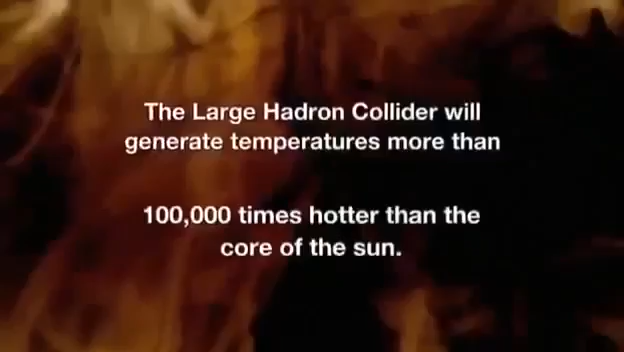 The Large Hadron Collider will
generate temperatures more than
100,000 times hotter than the
core of the sun.